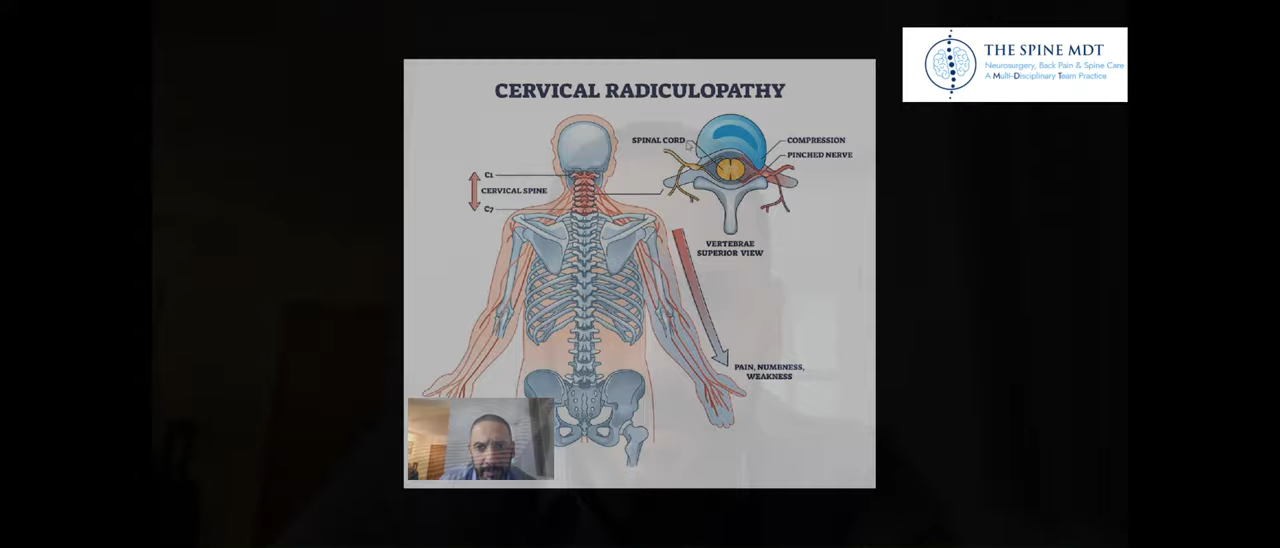 THE SPINE MDT
Neurosurgery, Back Pain & Spine Care
A Multi-Disciplinary Team Practice
CERVICAL RADICULOPATHY
SPINAL CORD
COMPRESSION
PINCHED NERVE
C1
CERVICAL SPINE
C7
VERTEBRAE
SUPERIOR VIEW
PAIN, NUMBNESS,
WEAKNESS